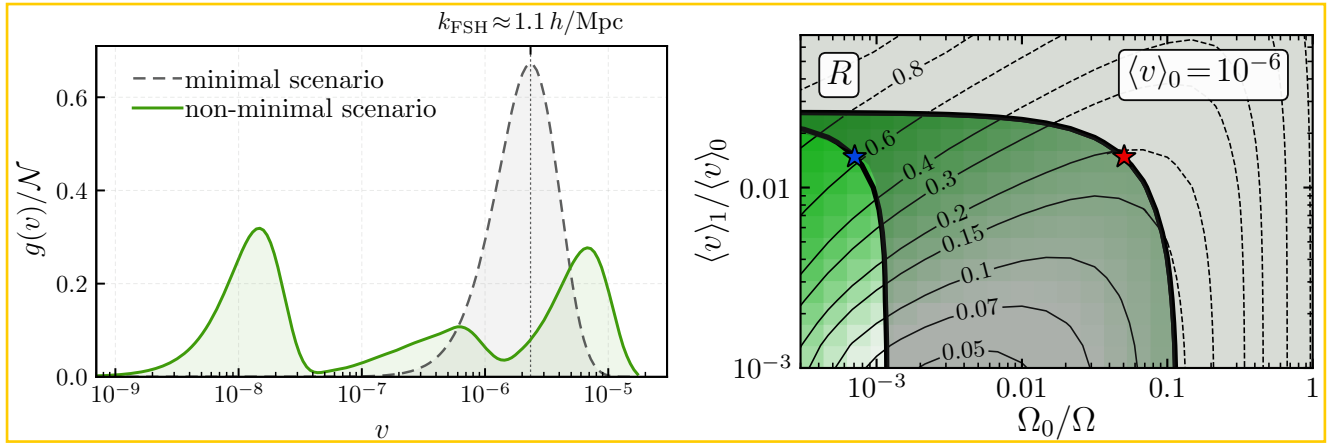 k_FSH ≈ 1.1 h/Mpc
minimal scenario
non-minimal scenario
g(v)/𝒩
0.6
0.4
0.2
0.0
10⁻⁹
10⁻⁸
10⁻⁷
10⁻⁶
10⁻⁵
v
R
⟨v⟩₀ = 10⁻⁶
0.8
0.6
0.4
0.3
0.2
0.15
0.1
0.07
0.05
⟨v⟩₁/⟨v⟩₀
0.01
10⁻³
10⁻³
0.01
0.1
1
Ω₀/Ω